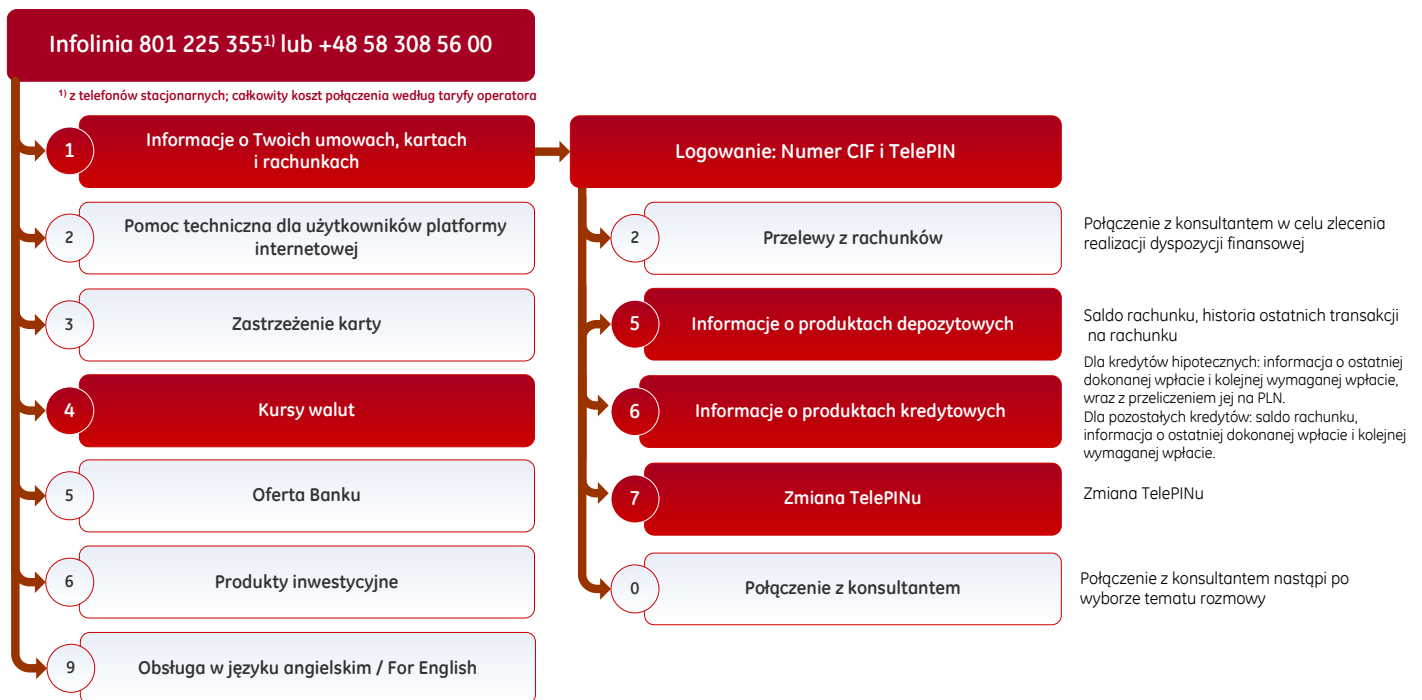 Infolinia 801 225 355¹⁾ lub +48 58 308 56 00
¹⁾ z telefonów stacjonarnych; całkowity koszt połączenia według taryfy operatora
1
Informacje o Twoich umowach, kartach
i rachunkach
2
Pomoc techniczna dla użytkowników platformy
internetowej
3
Zastrzeżenie karty
4
Kursy walut
5
Oferta Banku
6
Produkty inwestycyjne
9
Obsługa w języku angielskim / For English
Logowanie: Numer CIF i TelePIN
2
Przelewy z rachunków
Połączenie z konsultantem w celu zlecenia
realizacji dyspozycji finansowej
5
Informacje o produktach depozytowych
Saldo rachunku, historia ostatnich transakcji
na rachunku
6
Informacje o produktach kredytowych
Dla kredytów hipotecznych: informacja o ostatniej
dokonanej wpłacie i kolejnej wymaganej wpłacie,
wraz z przeliczeniem jej na PLN.
Dla pozostałych kredytów: saldo rachunku,
informacja o ostatniej dokonanej wpłacie i kolejnej
wymaganej wpłacie.
7
Zmiana TelePINu
Zmiana TelePINu
0
Połączenie z konsultantem
Połączenie z konsultantem nastąpi po
wyborze tematu rozmowy